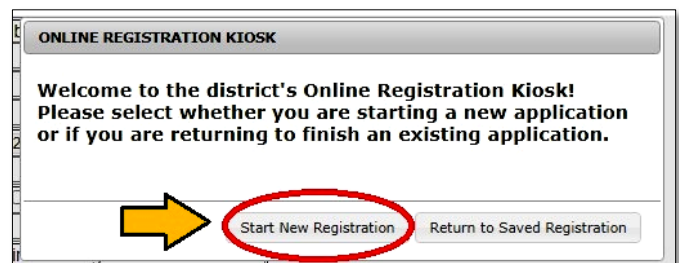 ONLINE REGISTRATION KIOSK
Welcome to the district's Online Registration Kiosk!
Please select whether you are starting a new application
or if you are returning to finish an existing application.
Start New Registration Return to Saved Registration